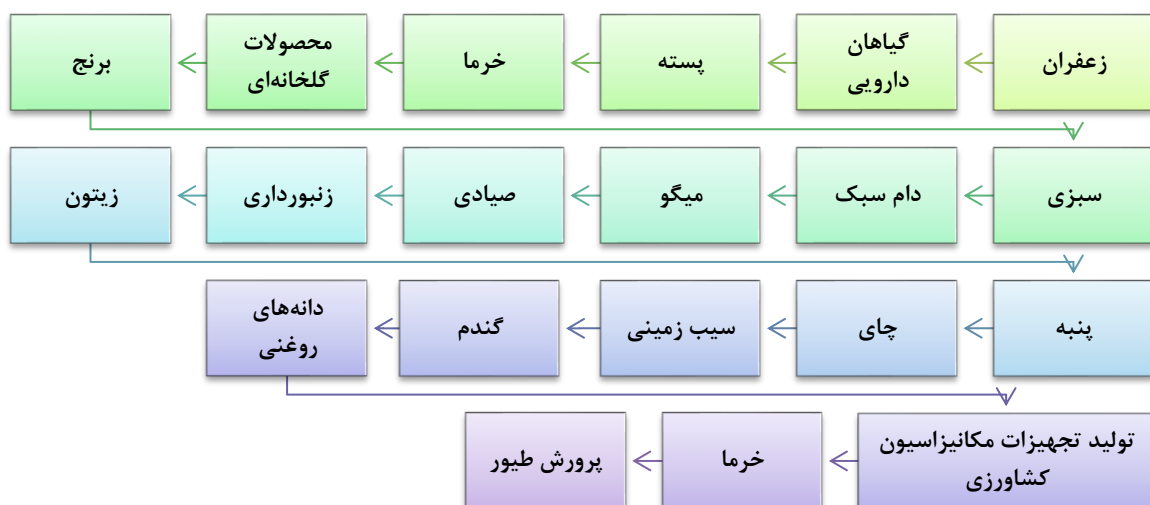 زعفران
گیاهان
دارویی
پسته
خرما
محصولات
گلخانه‌ای
برنج
سبزی
دام سبک
میگو
صیادی
زنبورداری
زیتون
پنبه
چای
سیب زمینی
گندم
دانه‌های
روغنی
تولید تجهیزات مکانیزاسیون
کشاورزی
خرما
پرورش طیور